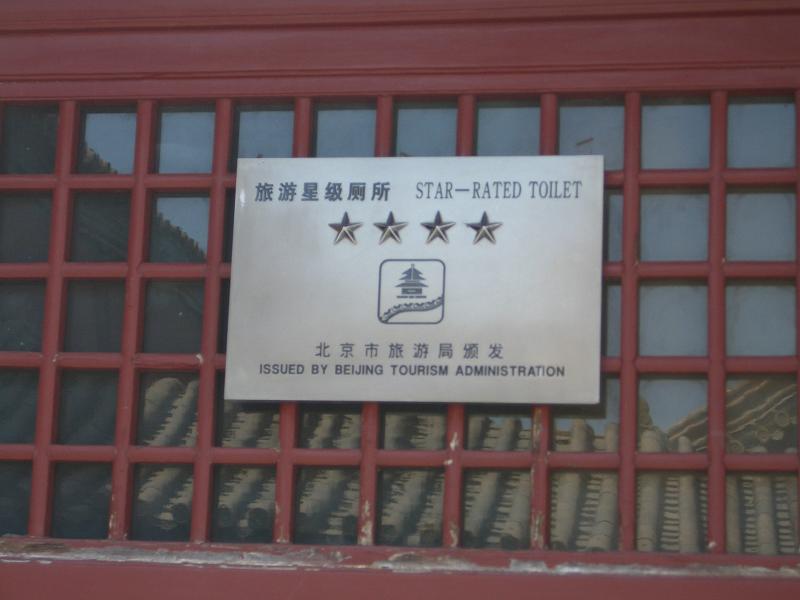 旅游星级厕所 STAR-RATED TOILET
北京市旅游局颁发
ISSUED BY BEIJING TOURISM ADMINISTRATION